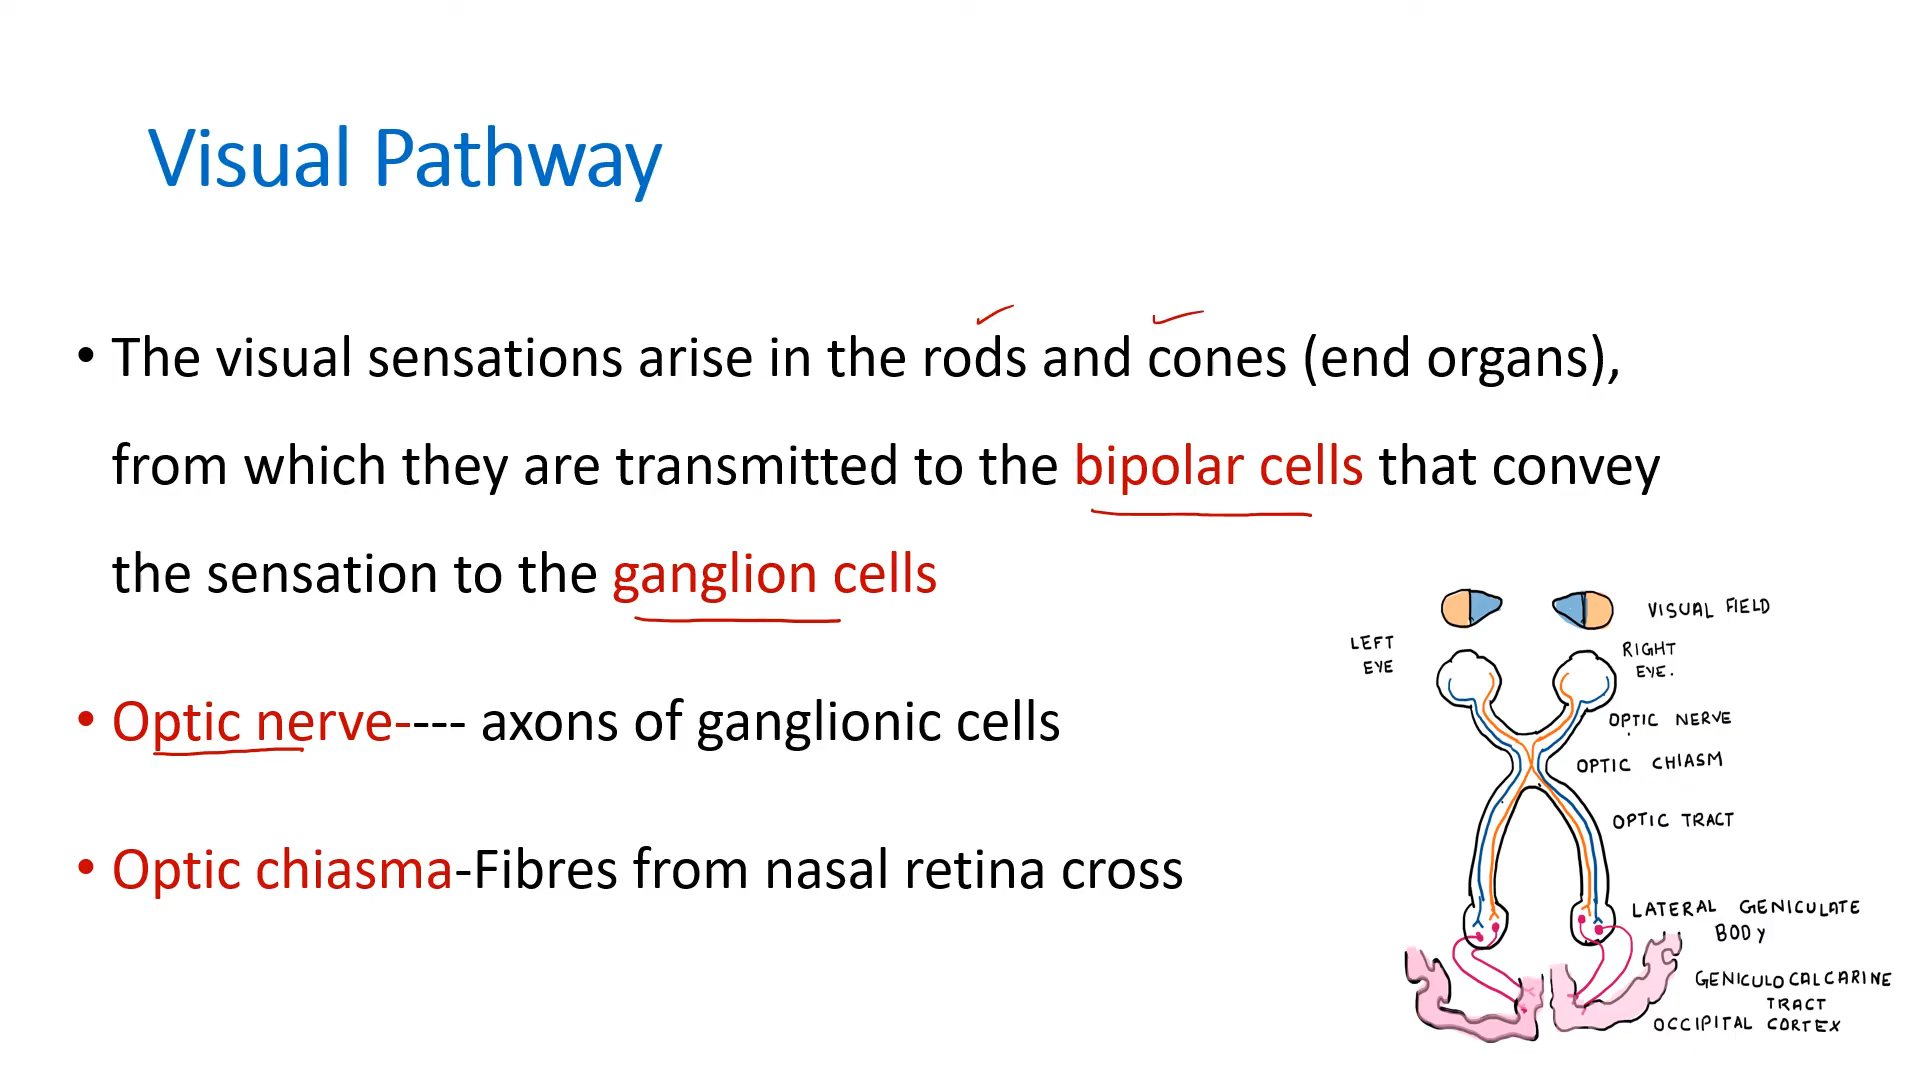 Visual Pathway
• The visual sensations arise in the rods and cones (end organs),
from which they are transmitted to the bipolar cells that convey
the sensation to the ganglion cells
• Optic nerve---- axons of ganglionic cells
• Optic chiasma-Fibres from nasal retina cross
VISUAL FIELD
LEFT
EYE
RIGHT
EYE.
OPTIC NERVE
OPTIC CHIASM
OPTIC TRACT
LATERAL GENICULATE
BODY
GENICULOCALCARINE
TRACT
OCCIPITAL CORTEX